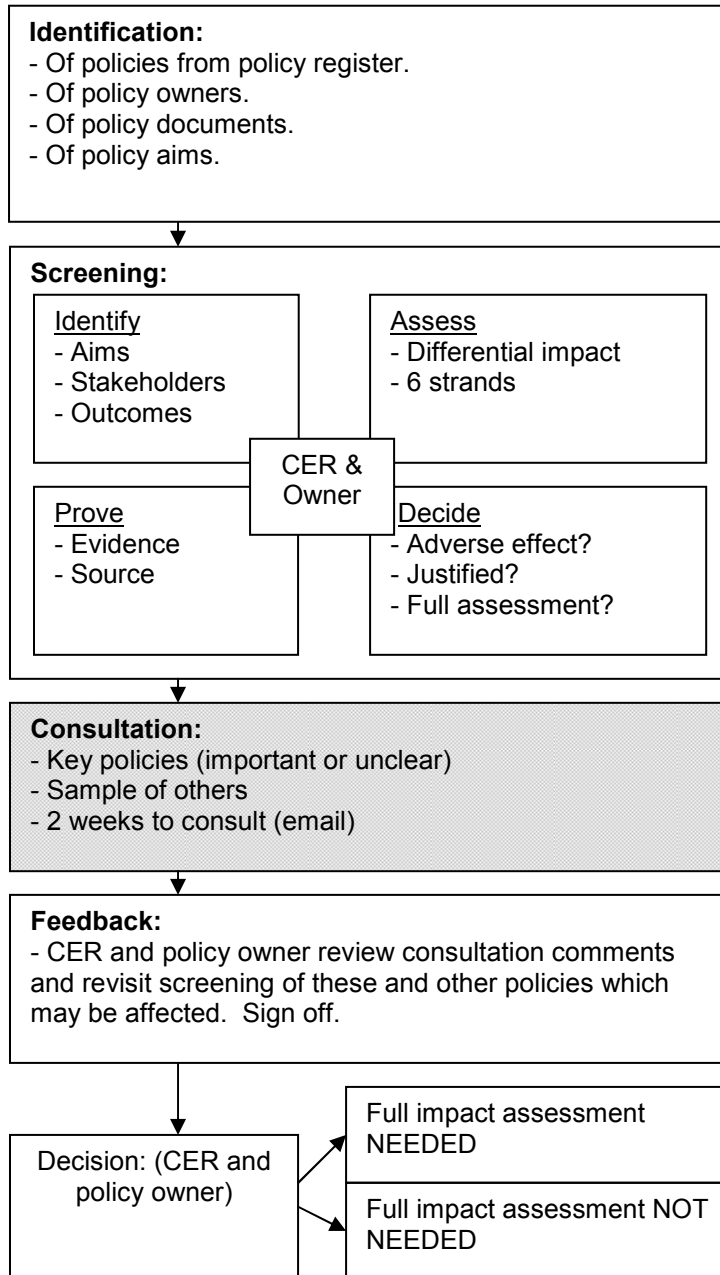 Identification:
- Of policies from policy register.
- Of policy owners.
- Of policy documents.
- Of policy aims.
Screening:
Identify
- Aims
- Stakeholders
- Outcomes
Assess
- Differential impact
- 6 strands
CER &
Owner
Prove
- Evidence
- Source
Decide
- Adverse effect?
- Justified?
- Full assessment?
Consultation:
- Key policies (important or unclear)
- Sample of others
- 2 weeks to consult (email)
Feedback:
- CER and policy owner review consultation comments
and revisit screening of these and other policies which
may be affected.  Sign off.
Decision: (CER and
policy owner)
Full impact assessment
NEEDED
Full impact assessment NOT
NEEDED